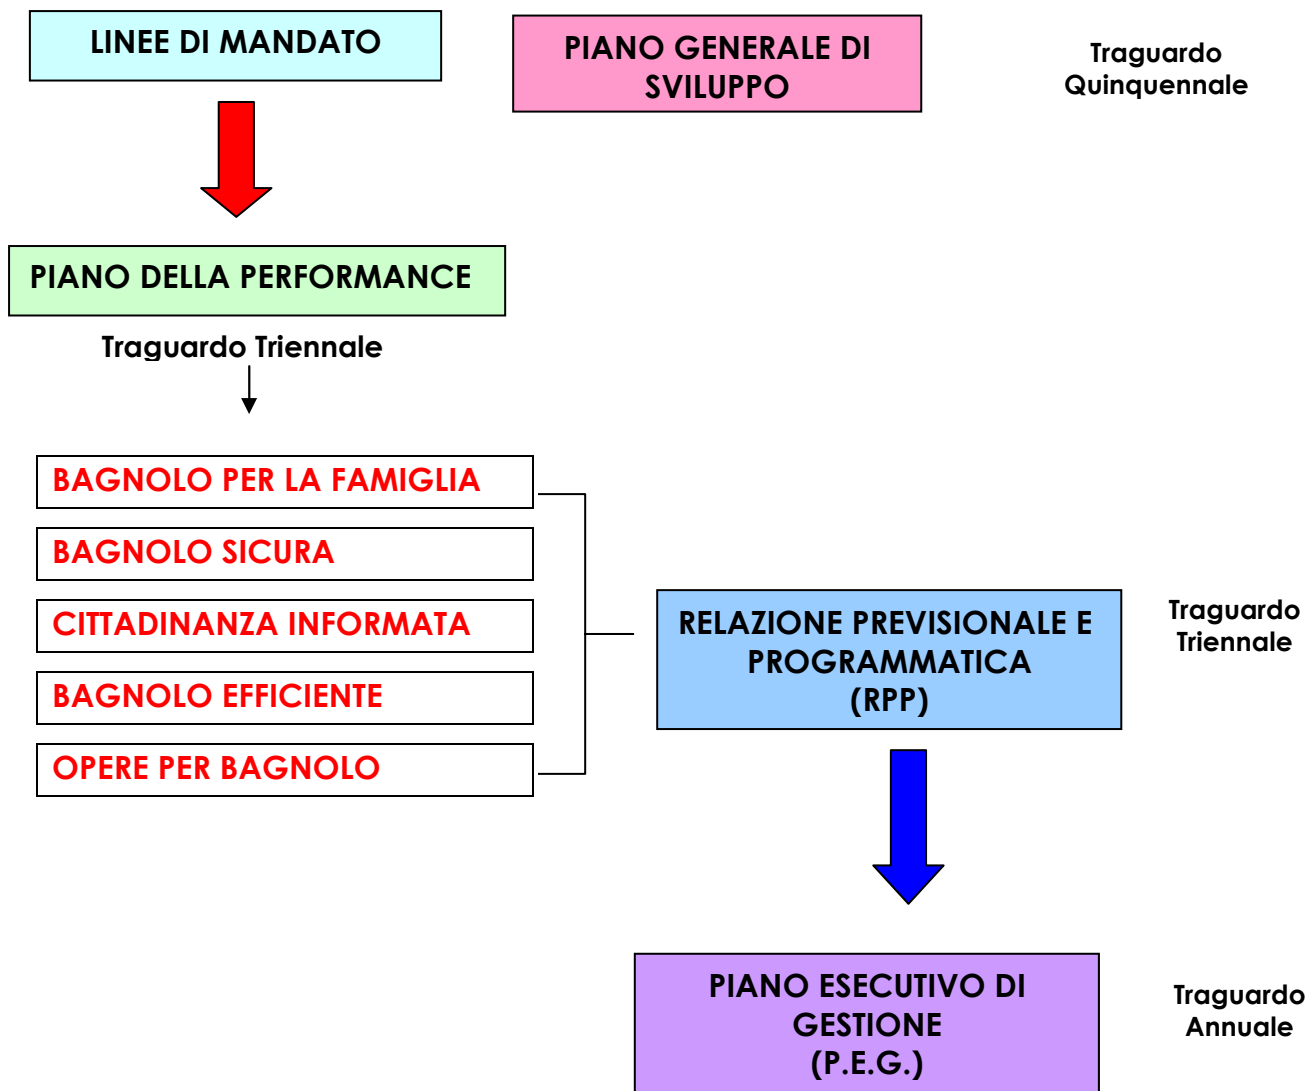 LINEE DI MANDATO
PIANO GENERALE DI
SVILUPPO
Traguardo
Quinquennale
PIANO DELLA PERFORMANCE
Traguardo Triennale
BAGNOLO PER LA FAMIGLIA
BAGNOLO SICURA
CITTADINANZA INFORMATA
BAGNOLO EFFICIENTE
OPERE PER BAGNOLO
RELAZIONE PREVISIONALE E
PROGRAMMATICA
(RPP)
Traguardo
Triennale
PIANO ESECUTIVO DI
GESTIONE
(P.E.G.)
Traguardo
Annuale